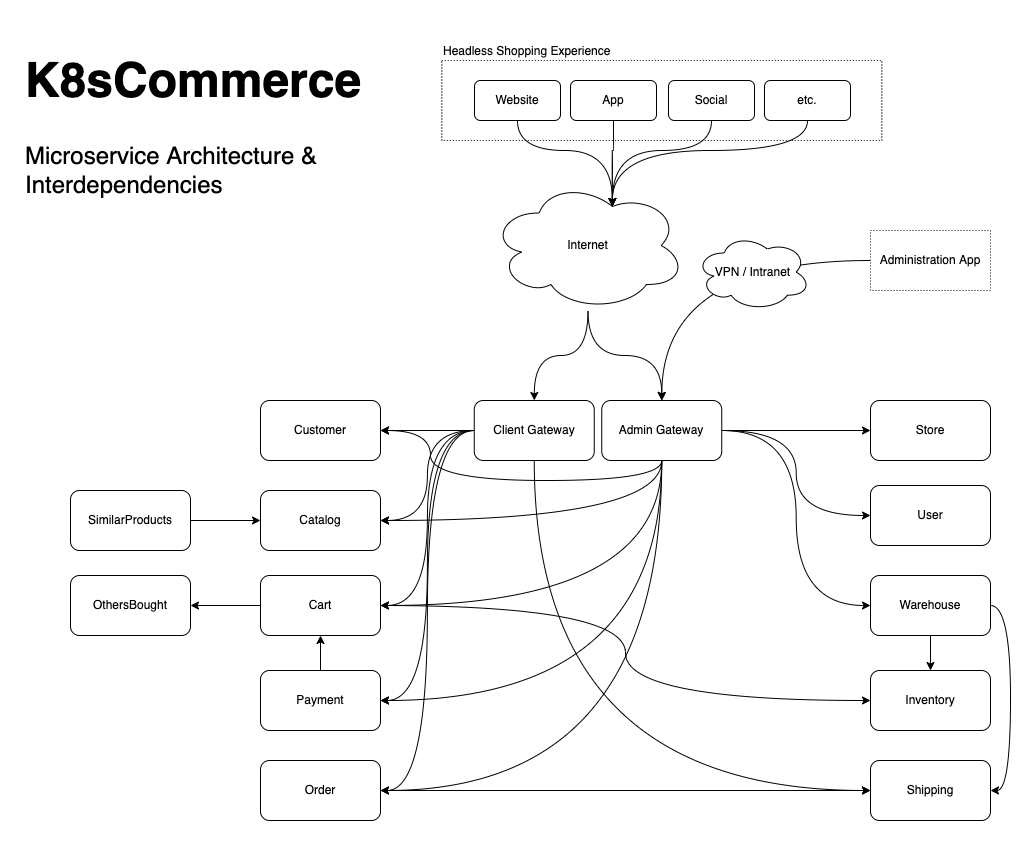 K8sCommerce
Microservice Architecture &
Interdependencies
Headless Shopping Experience
Website
App
Social
etc.
Internet
VPN / Intranet
Administration App
Customer
Client Gateway
Admin Gateway
Store
SimilarProducts
Catalog
User
OthersBought
Cart
Warehouse
Payment
Inventory
Order
Shipping